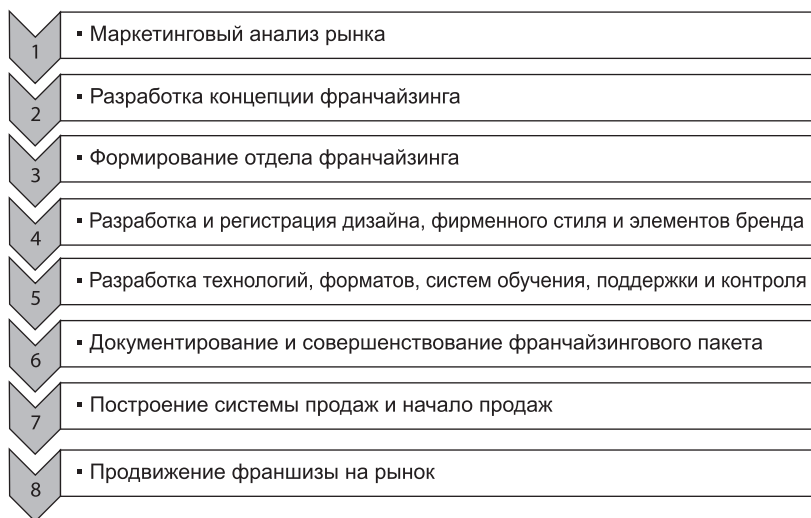 1 ▪ Маркетинговый анализ рынка
2 ▪ Разработка концепции франчайзинга
3 ▪ Формирование отдела франчайзинга
4 ▪ Разработка и регистрация дизайна, фирменного стиля и элементов бренда
5 ▪ Разработка технологий, форматов, систем обучения, поддержки и контроля
6 ▪ Документирование и совершенствование франчайзингового пакета
7 ▪ Построение системы продаж и начало продаж
8 ▪ Продвижение франшизы на рынок